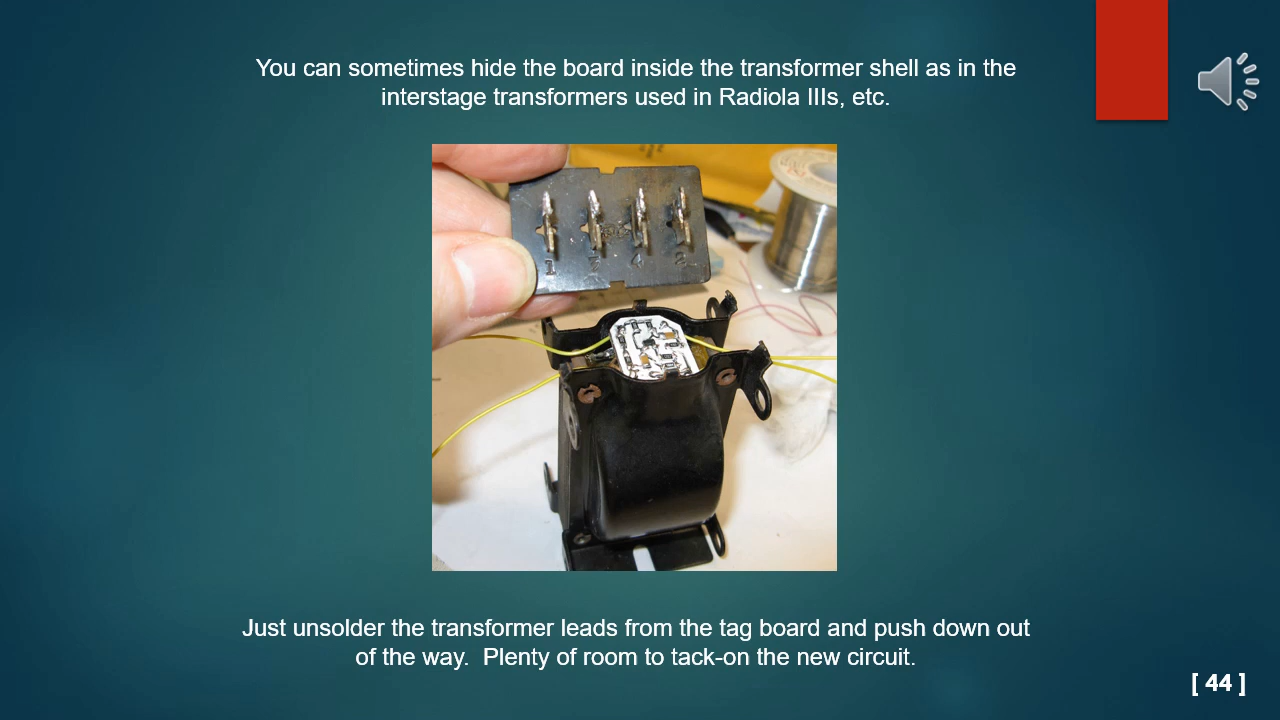 You can sometimes hide the board inside the transformer shell as in the
interstage transformers used in Radiola IIIs, etc.
1 3 4 2
Just unsolder the transformer leads from the tag board and push down out
of the way.  Plenty of room to tack-on the new circuit.
[ 44 ]